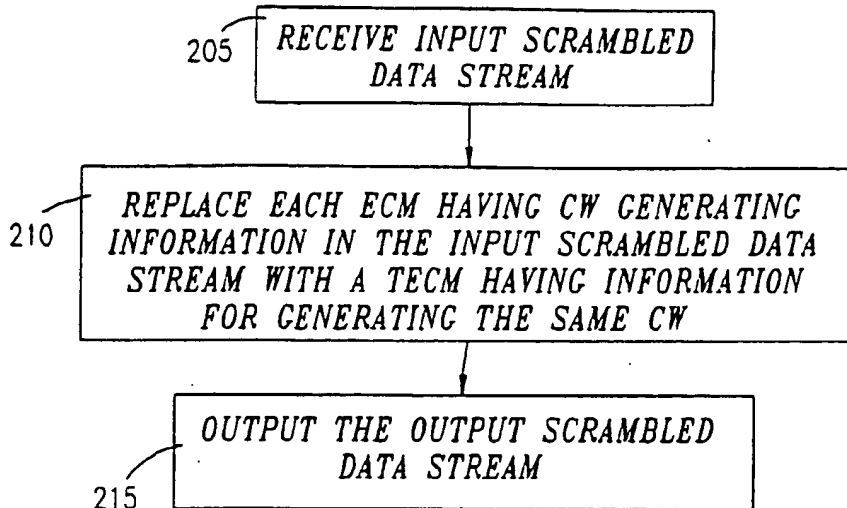 205
RECEIVE INPUT SCRAMBLED
DATA STREAM
210
REPLACE EACH ECM HAVING CW GENERATING
INFORMATION IN THE INPUT SCRAMBLED DATA
STREAM WITH A TECM HAVING INFORMATION
FOR GENERATING THE SAME CW
215
OUTPUT THE OUTPUT SCRAMBLED
DATA STREAM